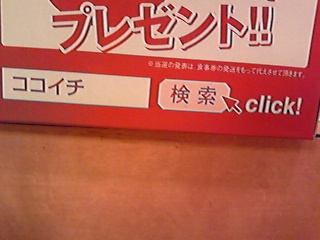 プレゼント!!
※当選の発表は、食事券の発送をもって代えさせて頂きます。
ココイチ 検索 click!